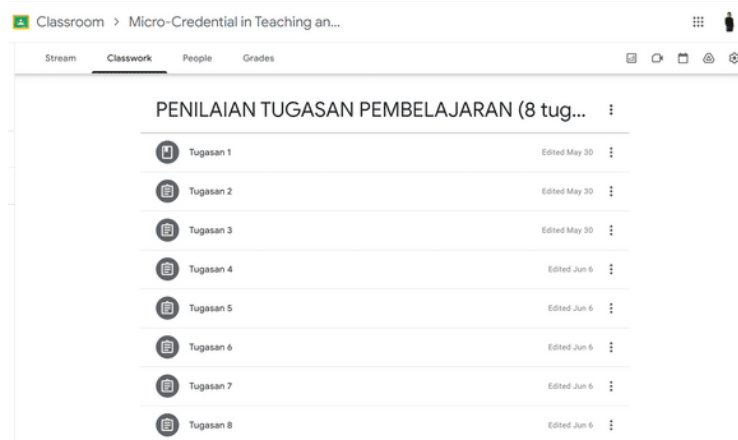 Classroom > Micro-Credential in Teaching an...
Stream Classwork People Grades
PENILAIAN TUGASAN PEMBELAJARAN (8 tug...
Tugasan 1 Edited May 30
Tugasan 2 Edited May 30
Tugasan 3 Edited May 30
Tugasan 4 Edited Jun 6
Tugasan 5 Edited Jun 6
Tugasan 6 Edited Jun 6
Tugasan 7 Edited Jun 6
Tugasan 8 Edited Jun 6